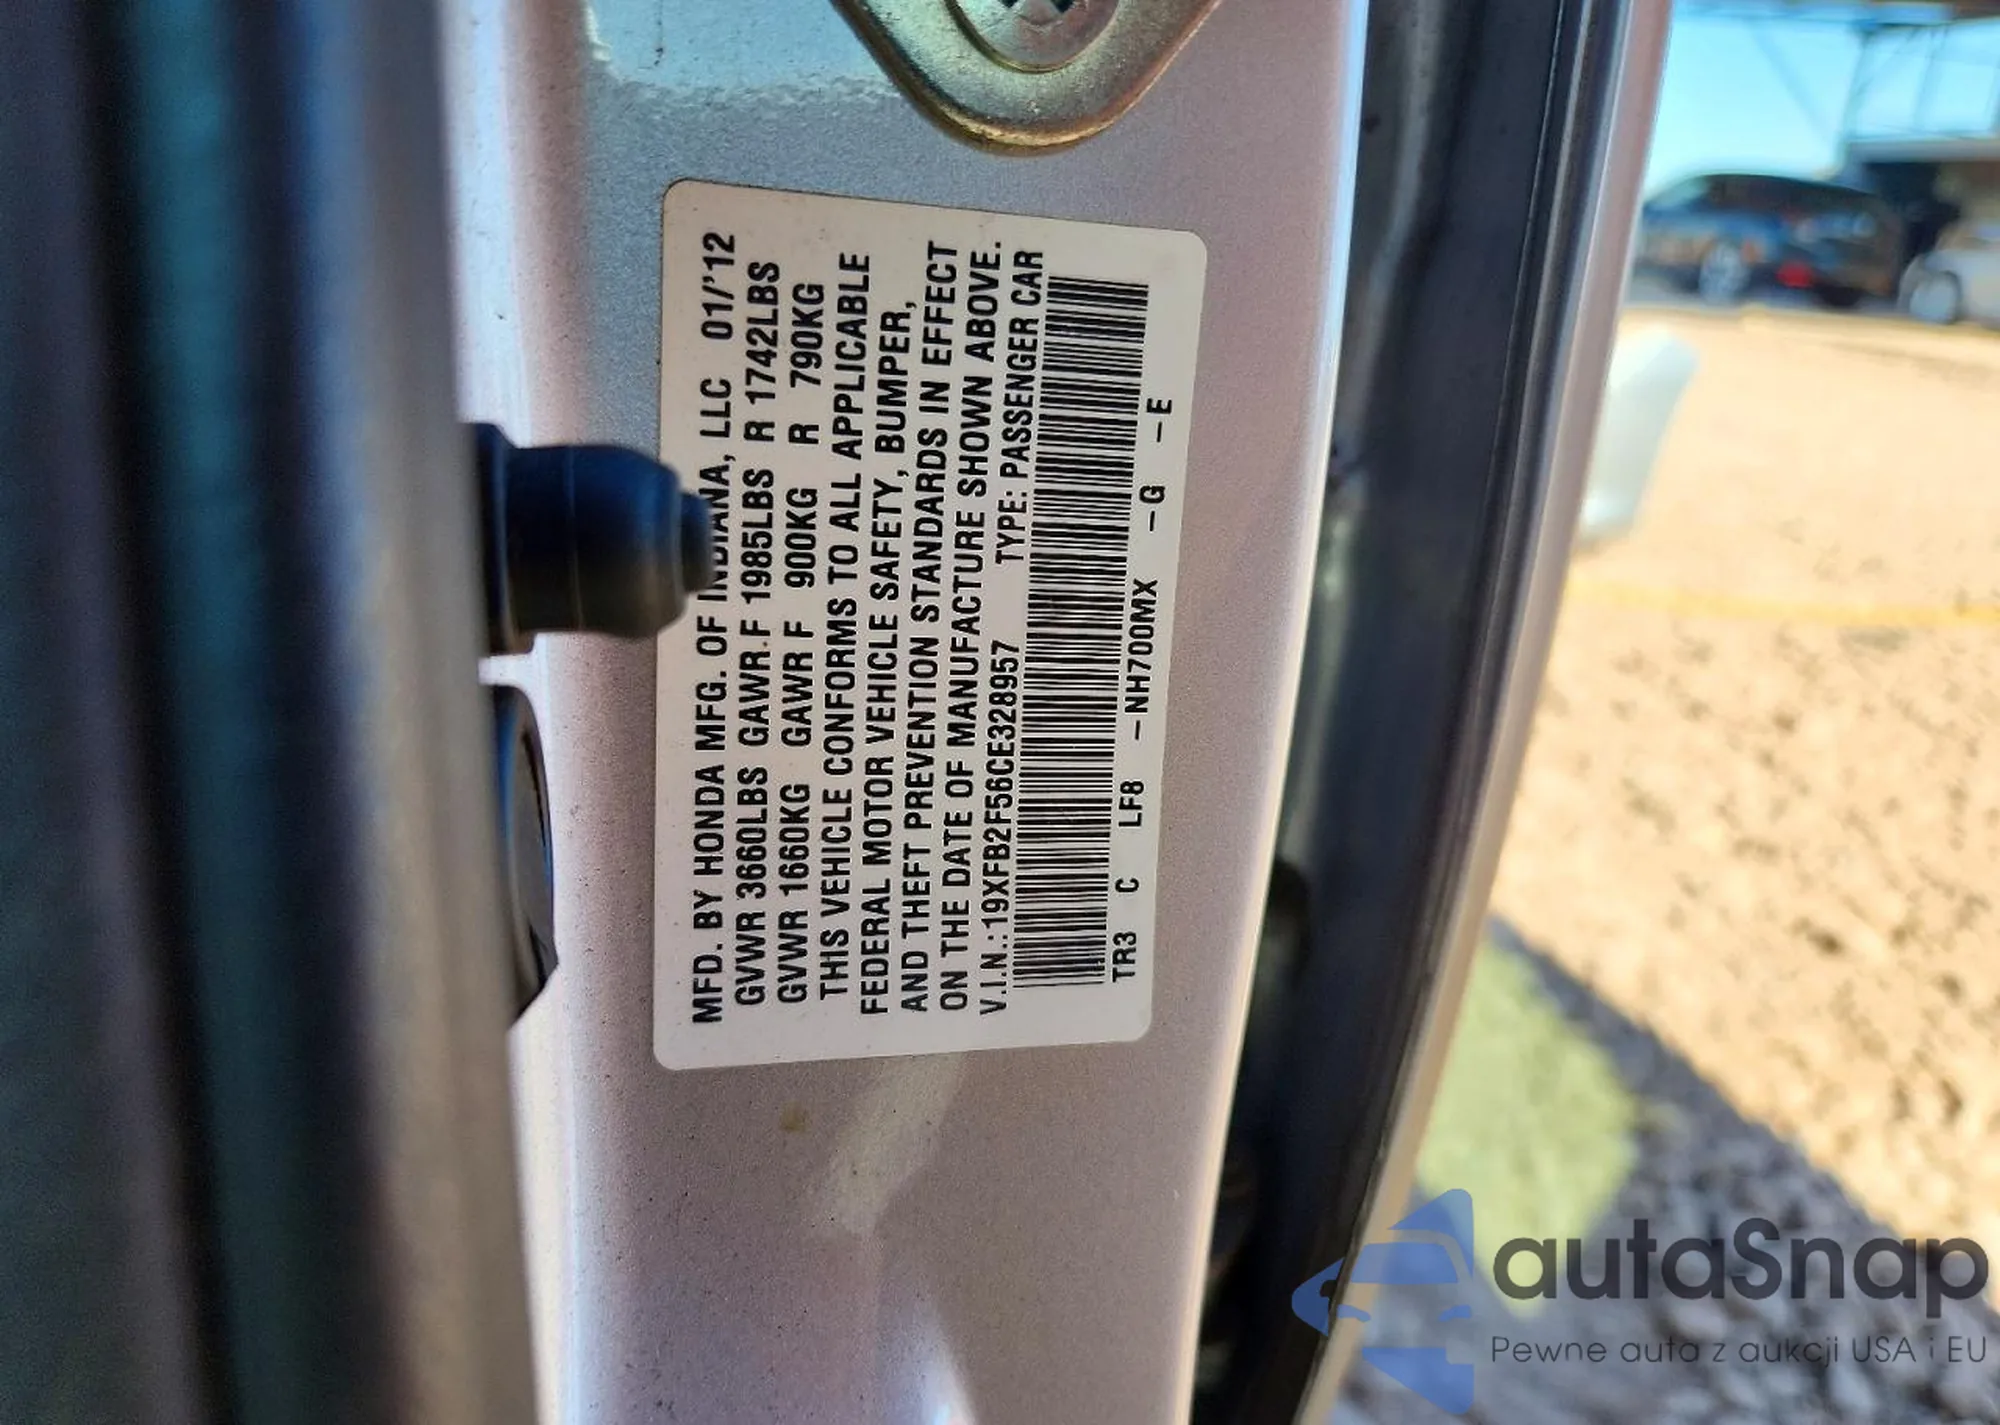 MFD. BY HONDA MFG. OF INDIANA, LLC 01/'12
GVWR 3660LBS GAWR.F 1985LBS R 1742LBS
GVWR 1660KG GAWR F 900KG R 790KG
THIS VEHICLE CONFORMS TO ALL APPLICABLE
FEDERAL MOTOR VEHICLE SAFETY, BUMPER,
AND THEFT PREVENTION STANDARDS IN EFFECT
ON THE DATE OF MANUFACTURE SHOWN ABOVE.
V.I.N.: 19XFB2F56CE328957 TYPE: PASSENGER CAR
TR3 C LF8 -NH700MX -G -E
autaSnap
Pewne auta z aukcji USA i EU